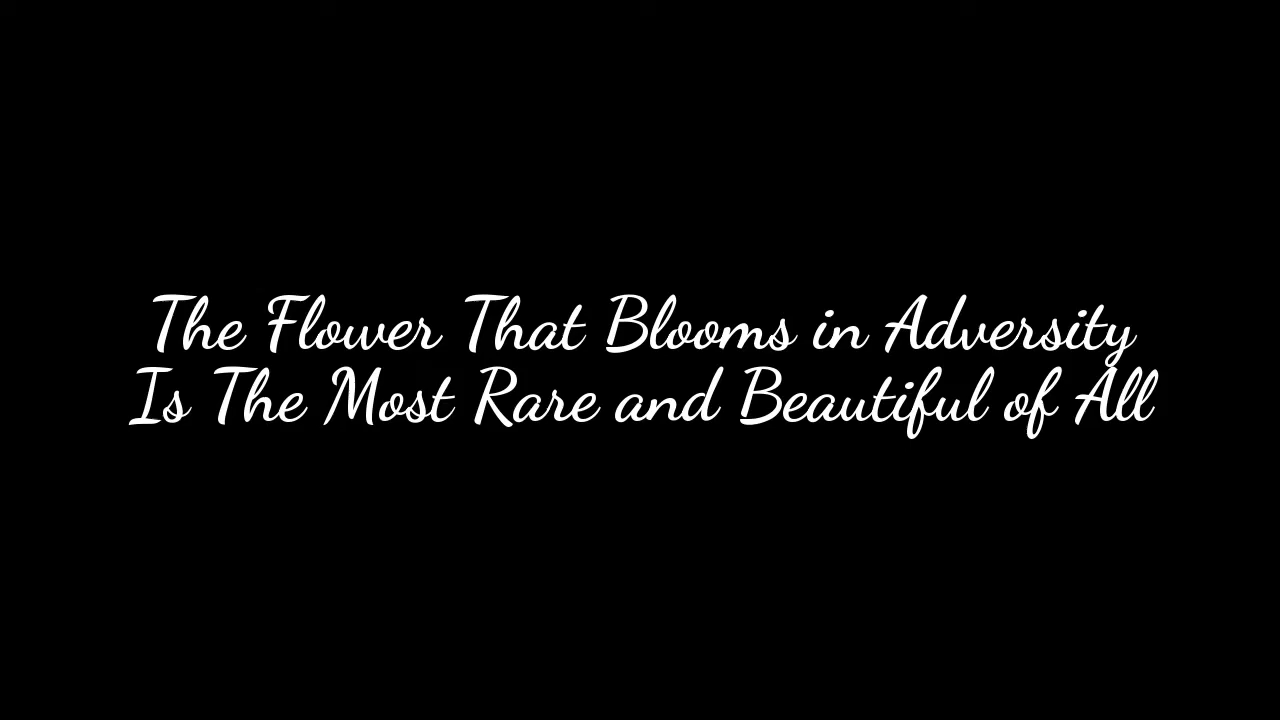 The Flower That Blooms in Adversity
Is The Most Rare and Beautiful of All